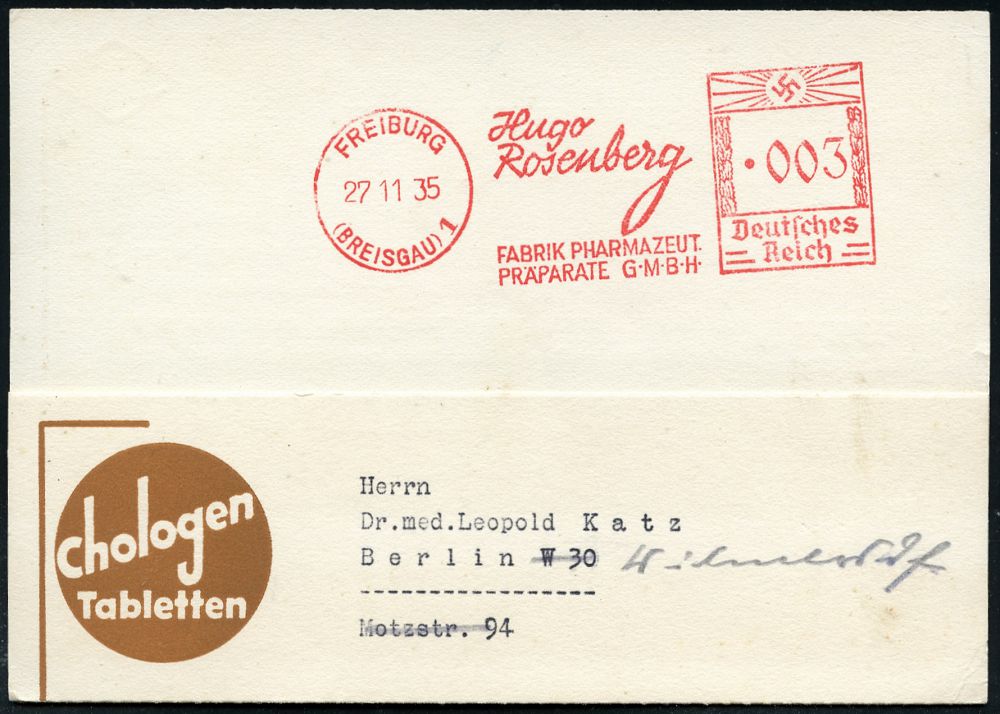 FREIBURG
27 11 35
(BREISGAU) 1
Hugo
Rosenberg
FABRIK PHARMAZEUT.
PRÄPARATE G·M·B·H·
·003
Deutsches
Reich
Chologen
Tabletten
Herrn
Dr.med.Leopold Katz
Berlin W 30 Wilmersdf
Motzstr. 94